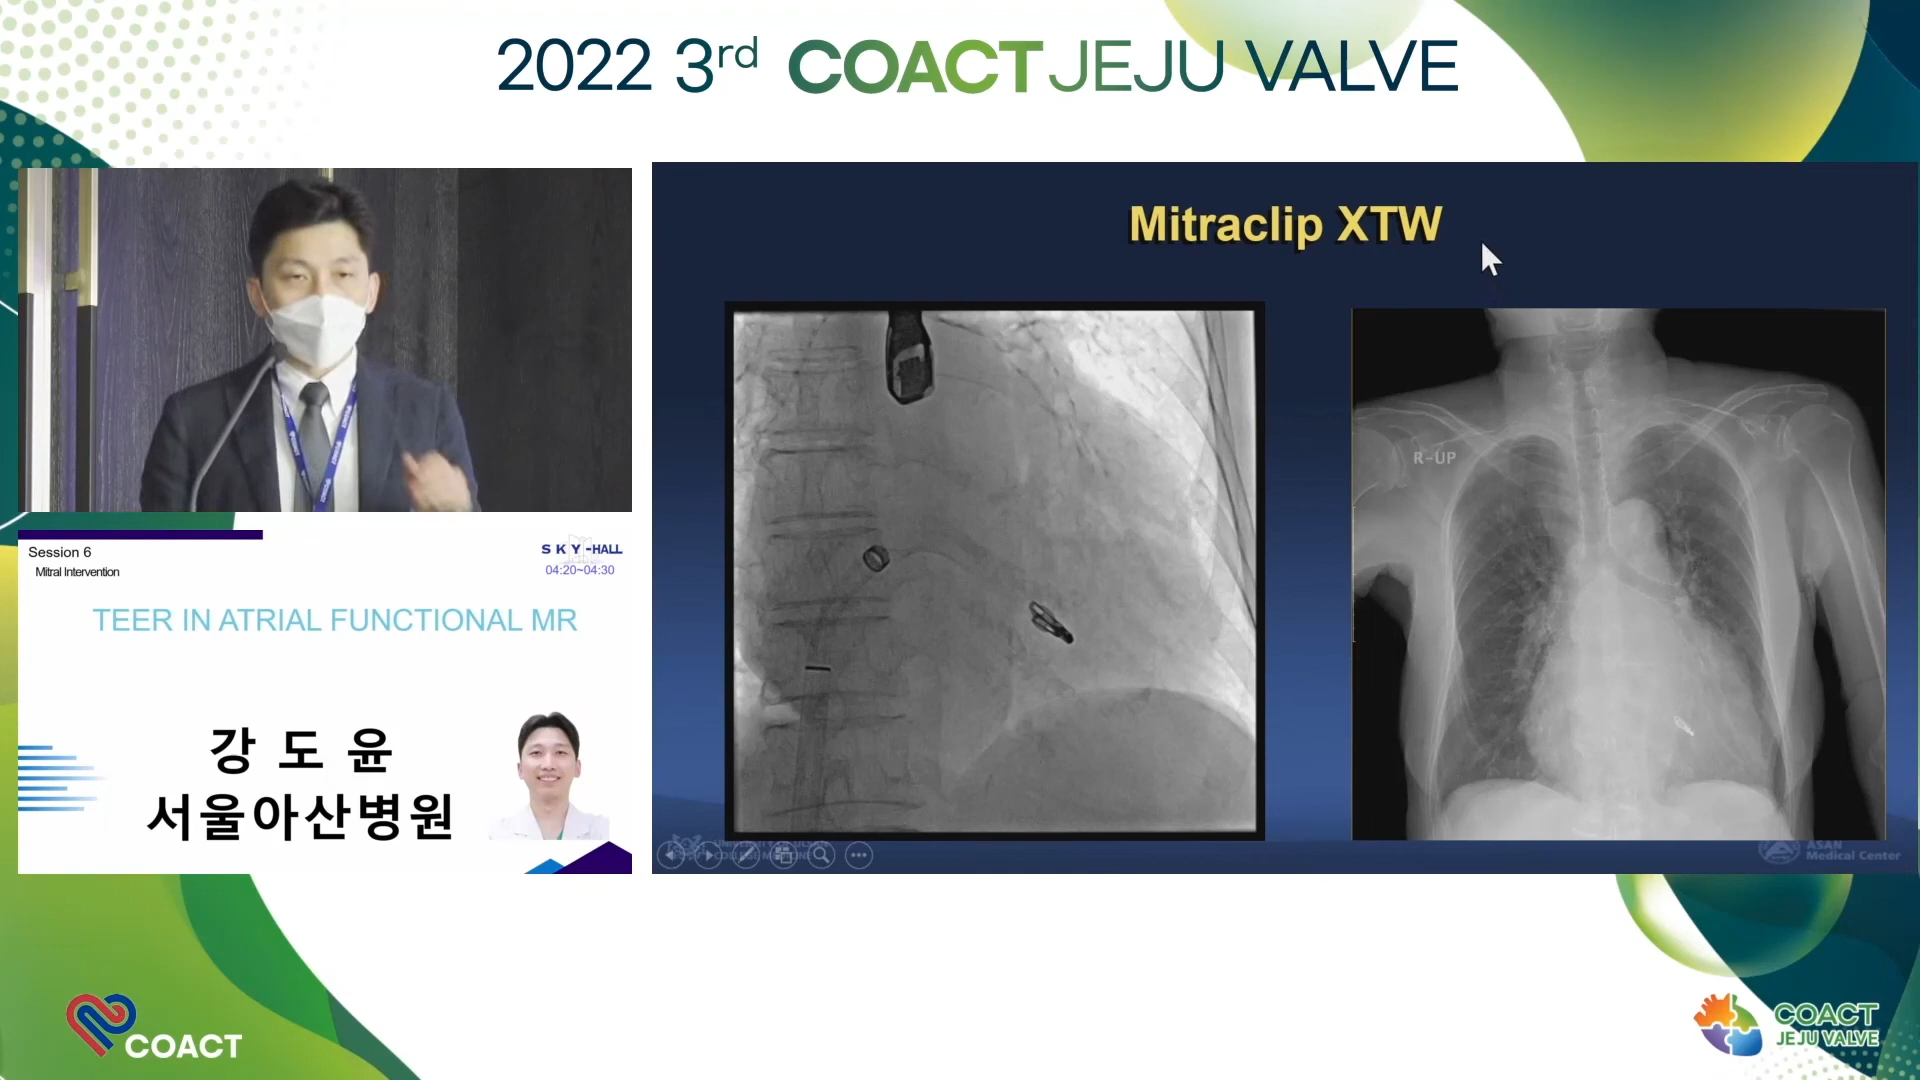 2022 3rd COACT JEJU VALVE
Mitraclip XTW
R-UP
Session 6
Mitral Intervention
SKY-HALL
04:20~04:30
TEER IN ATRIAL FUNCTIONAL MR
강 도 윤
서울아산병원
ASAN
Medical Center
COACT
COACT
JEJU VALVE